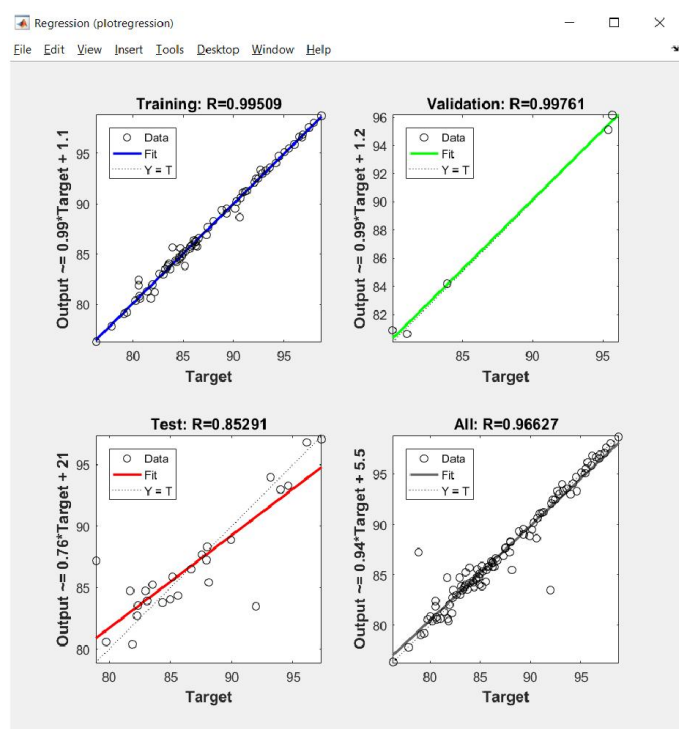 Regression (plotregression)
File Edit View Insert Tools Desktop Window Help
Training: R=0.99509
Output ~= 0.99*Target + 1.1
Data
Fit
Y = T
95
90
85
80
80 85 90 95
Target
Validation: R=0.99761
Output ~= 0.99*Target + 1.2
Data
Fit
Y = T
96
94
92
90
88
86
84
82
85 90 95
Target
Test: R=0.85291
Output ~= 0.76*Target + 21
Data
Fit
Y = T
95
90
85
80
80 85 90 95
Target
All: R=0.96627
Output ~= 0.94*Target + 5.5
Data
Fit
Y = T
95
90
85
80
80 85 90 95
Target